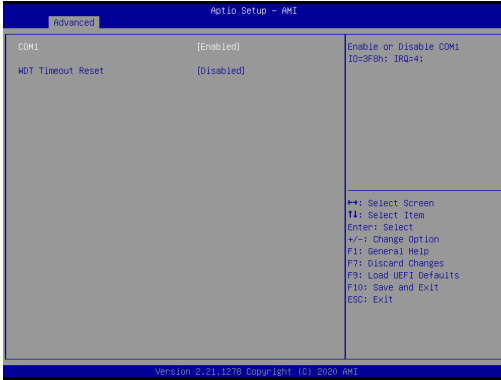 Aptio Setup - AMI
Advanced
COM1 [Enabled]
WDT Timeout Reset [Disabled]
Enable or Disable COM1
IO=3F8h; IRQ=4;
↔: Select Screen
↑↓: Select Item
Enter: Select
+/-: Change Option
F1: General Help
F7: Discard Changes
F9: Load UEFI Defaults
F10: Save and Exit
ESC: Exit
Version 2.21.1278 Copyright (C) 2020 AMI